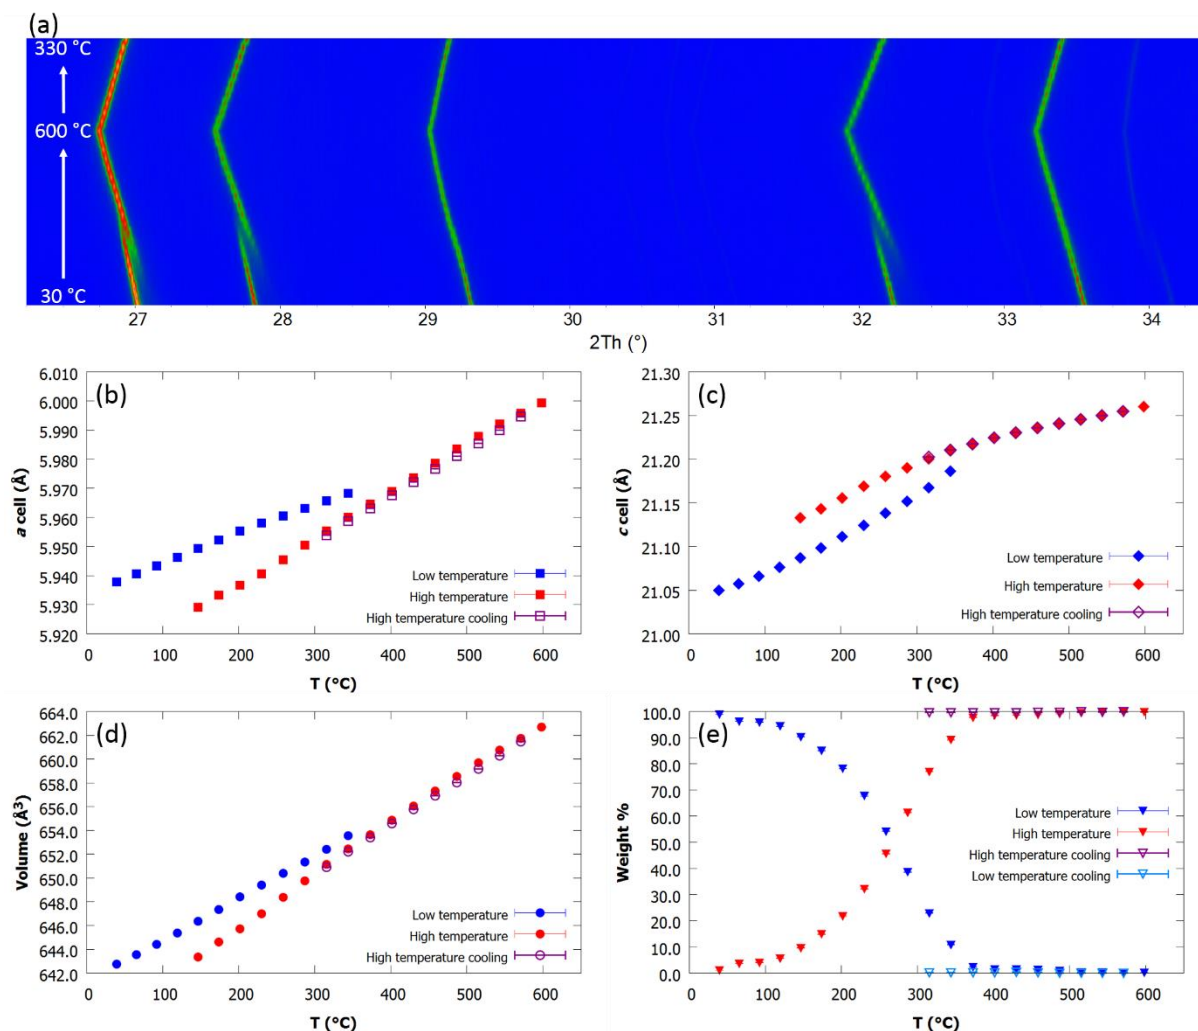 (a)
330 °C
600 °C
30 °C
27 28 29 30 31 32 33 34
2Th (°)
(b)
6.010
6.000
5.990
5.980
5.970
5.960
5.950
5.940
5.930
5.920
a cell (Å)
Low temperature
High temperature
High temperature cooling
0 100 200 300 400 500 600
T (°C)
(c)
21.30
21.25
21.20
21.15
21.10
21.05
21.00
c cell (Å)
Low temperature
High temperature
High temperature cooling
0 100 200 300 400 500 600
T (°C)
(d)
664.0
662.0
660.0
658.0
656.0
654.0
652.0
650.0
648.0
646.0
644.0
642.0
Volume (Å³)
Low temperature
High temperature
High temperature cooling
0 100 200 300 400 500 600
T (°C)
(e)
100.0
90.0
80.0
70.0
60.0
50.0
40.0
30.0
20.0
10.0
0.0
Weight %
Low temperature
High temperature
High temperature cooling
Low temperature cooling
0 100 200 300 400 500 600
T (°C)